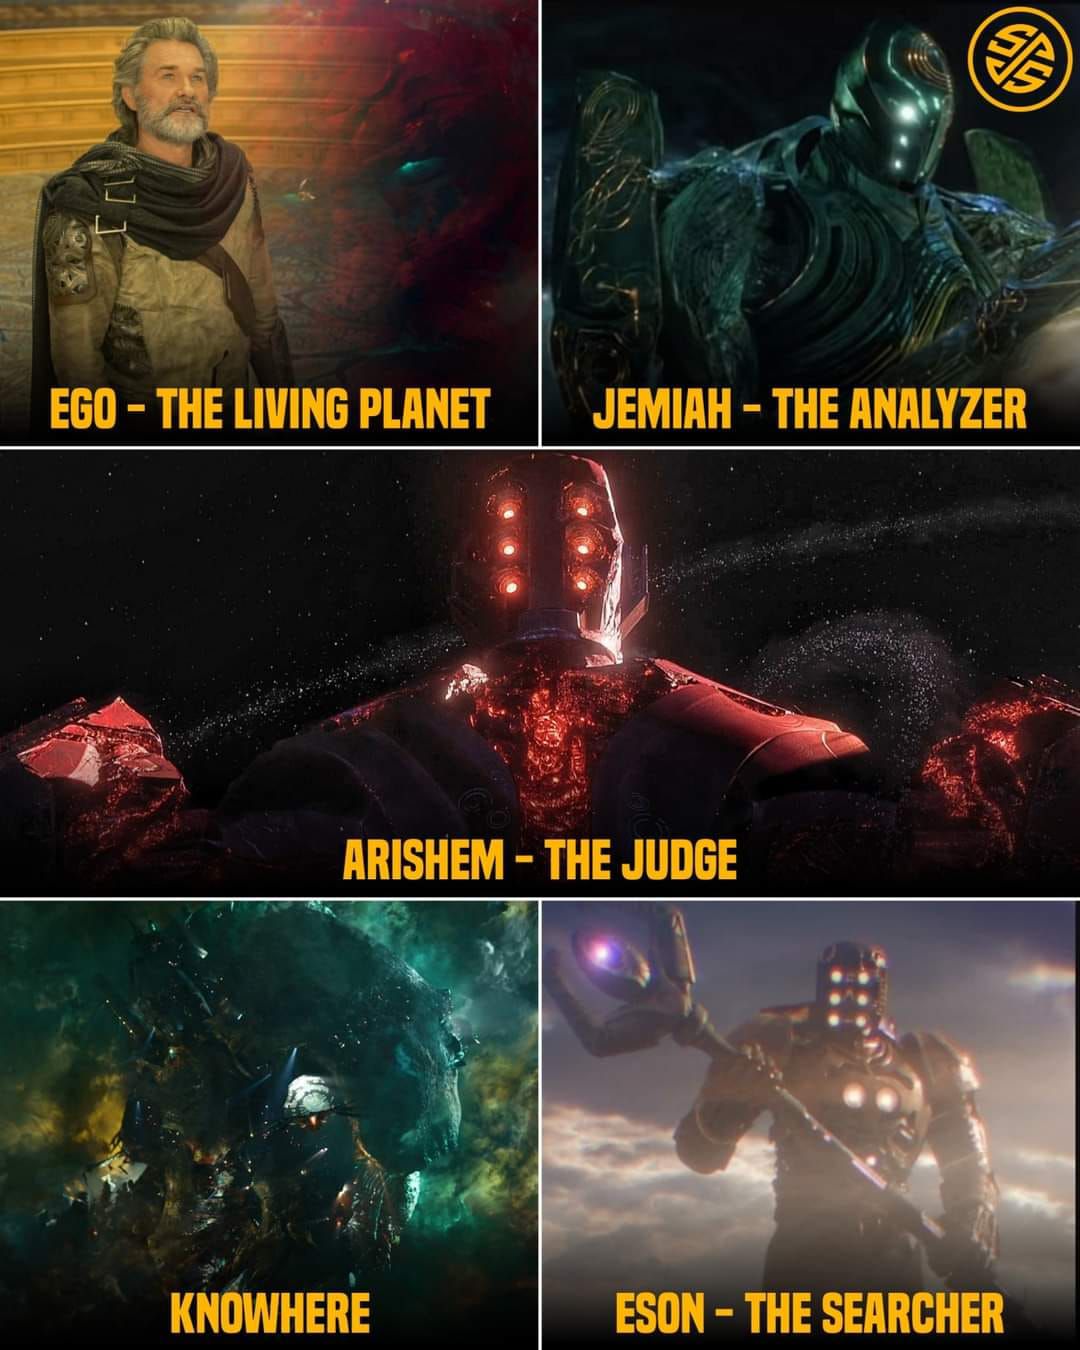 EGO - THE LIVING PLANET
JEMIAH - THE ANALYZER
ARISHEM - THE JUDGE
KNOWHERE
ESON - THE SEARCHER